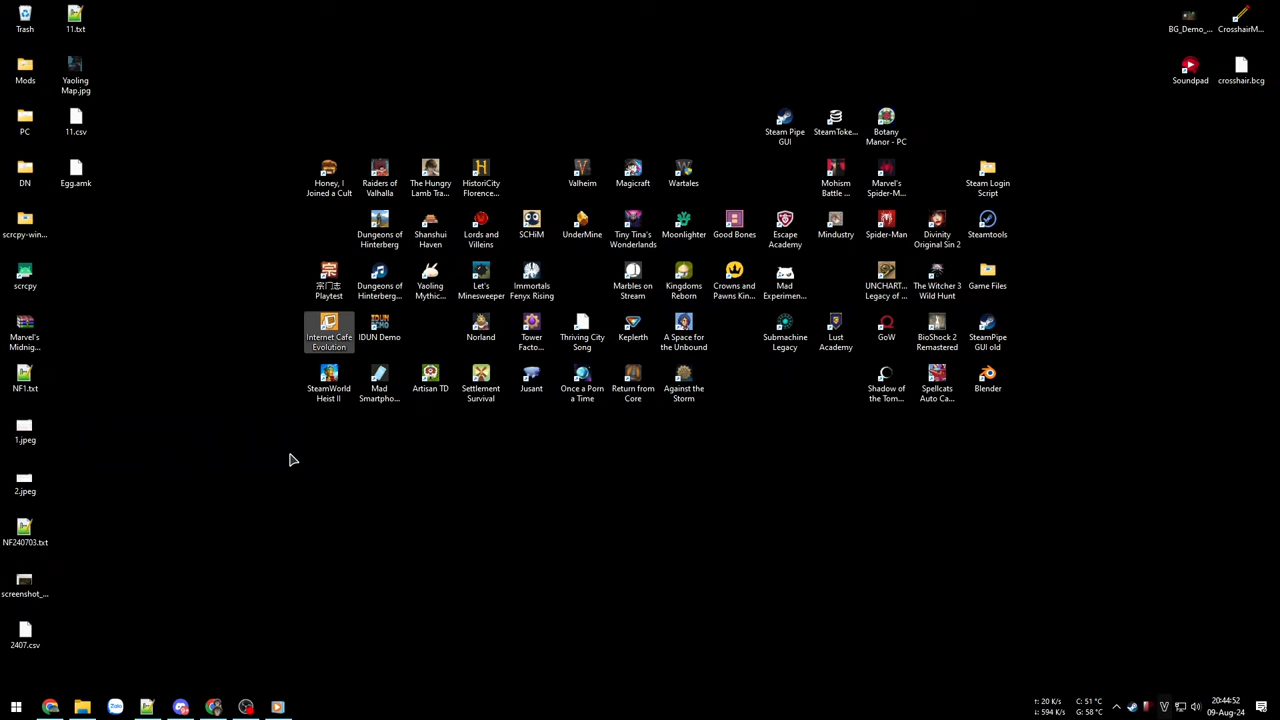 Trash
11.txt
BG_Demo_...
CrosshairM...
Mods
Yaoling
Map.jpg
Soundpad
crosshair.bcg
PC
11.csv
Steam Pipe
GUI
SteamToke...
Botany
Manor - PC
DN
Egg.amk
Honey, I
Joined a Cult
Raiders of
Valhalla
The Hungry
Lamb Tra...
HistoriCity
Florence...
Valheim
Magicraft
Wartales
Mohism
Battle ...
Marvel's
Spider-M...
Steam Login
Script
scrcpy-win...
Dungeons of
Hinterberg
Shanshui
Haven
Lords and
Villeins
SCHiM
UnderMine
Tiny Tina's
Wonderlands
Moonlighter
Good Bones
Escape
Academy
Mindustry
Spider-Man
Divinity
Original Sin 2
Steamtools
scrcpy
宗门志
Playtest
Dungeons of
Hinterberg...
Yaoling
Mythic...
Let's
Minesweeper
Immortals
Fenyx Rising
Marbles on
Stream
Kingdoms
Reborn
Crowns and
Pawns Kin...
Mad
Experimen...
UNCHART...
Legacy of ...
The Witcher 3
Wild Hunt
Game Files
Marvel's
Midnig...
Internet Cafe
Evolution
IDUN Demo
Norland
Tower
Facto...
Thriving City
Song
Keplerth
A Space for
the Unbound
Submachine
Legacy
Lust
Academy
GoW
BioShock 2
Remastered
SteamPipe
GUI old
NF1.txt
SteamWorld
Heist II
Mad
Smartpho...
Artisan TD
Settlement
Survival
Jusant
Once a Porn
a Time
Return from
Core
Against the
Storm
Shadow of
the Tom...
Spellcats
Auto Ca...
Blender
1.jpeg
2.jpeg
NF240703.txt
screenshot_...
2407.csv
Zalo
↑: 20 K/s
↓: 594 K/s
C: 51 °C
G: 58 °C
20:44:52
09-Aug-24